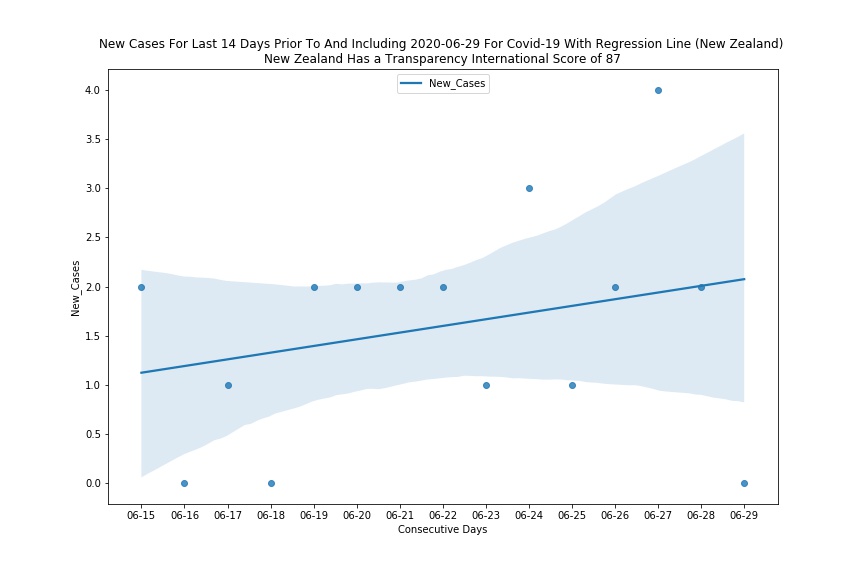 New Cases For Last 14 Days Prior To And Including 2020-06-29 For Covid-19 With Regression Line (New Zealand)
New Zealand Has a Transparency International Score of 87
New_Cases
4.0
3.5
3.0
2.5
2.0
1.5
1.0
0.5
0.0
New_Cases
06-15 06-16 06-17 06-18 06-19 06-20 06-21 06-22 06-23 06-24 06-25 06-26 06-27 06-28 06-29
Consecutive Days